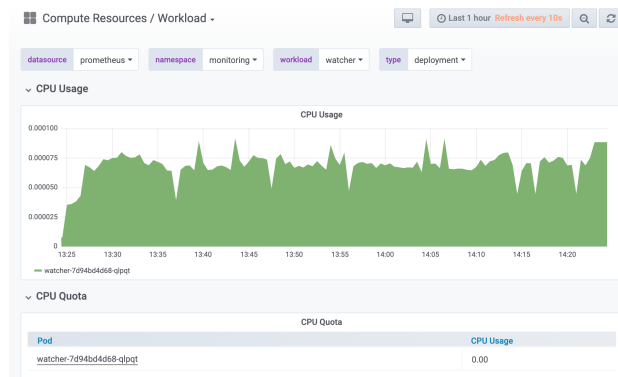 Compute Resources / Workload
Last 1 hour Refresh every 10s
datasource prometheus namespace monitoring workload watcher type deployment
CPU Usage
CPU Usage
0.000100
0.000075
0.000050
0.000025
0
13:25 13:30 13:35 13:40 13:45 13:50 13:55 14:00 14:05 14:10 14:15 14:20
watcher-7d94bd4d68-qlpqt
CPU Quota
CPU Quota
Pod CPU Usage
watcher-7d94bd4d68-qlpqt 0.00